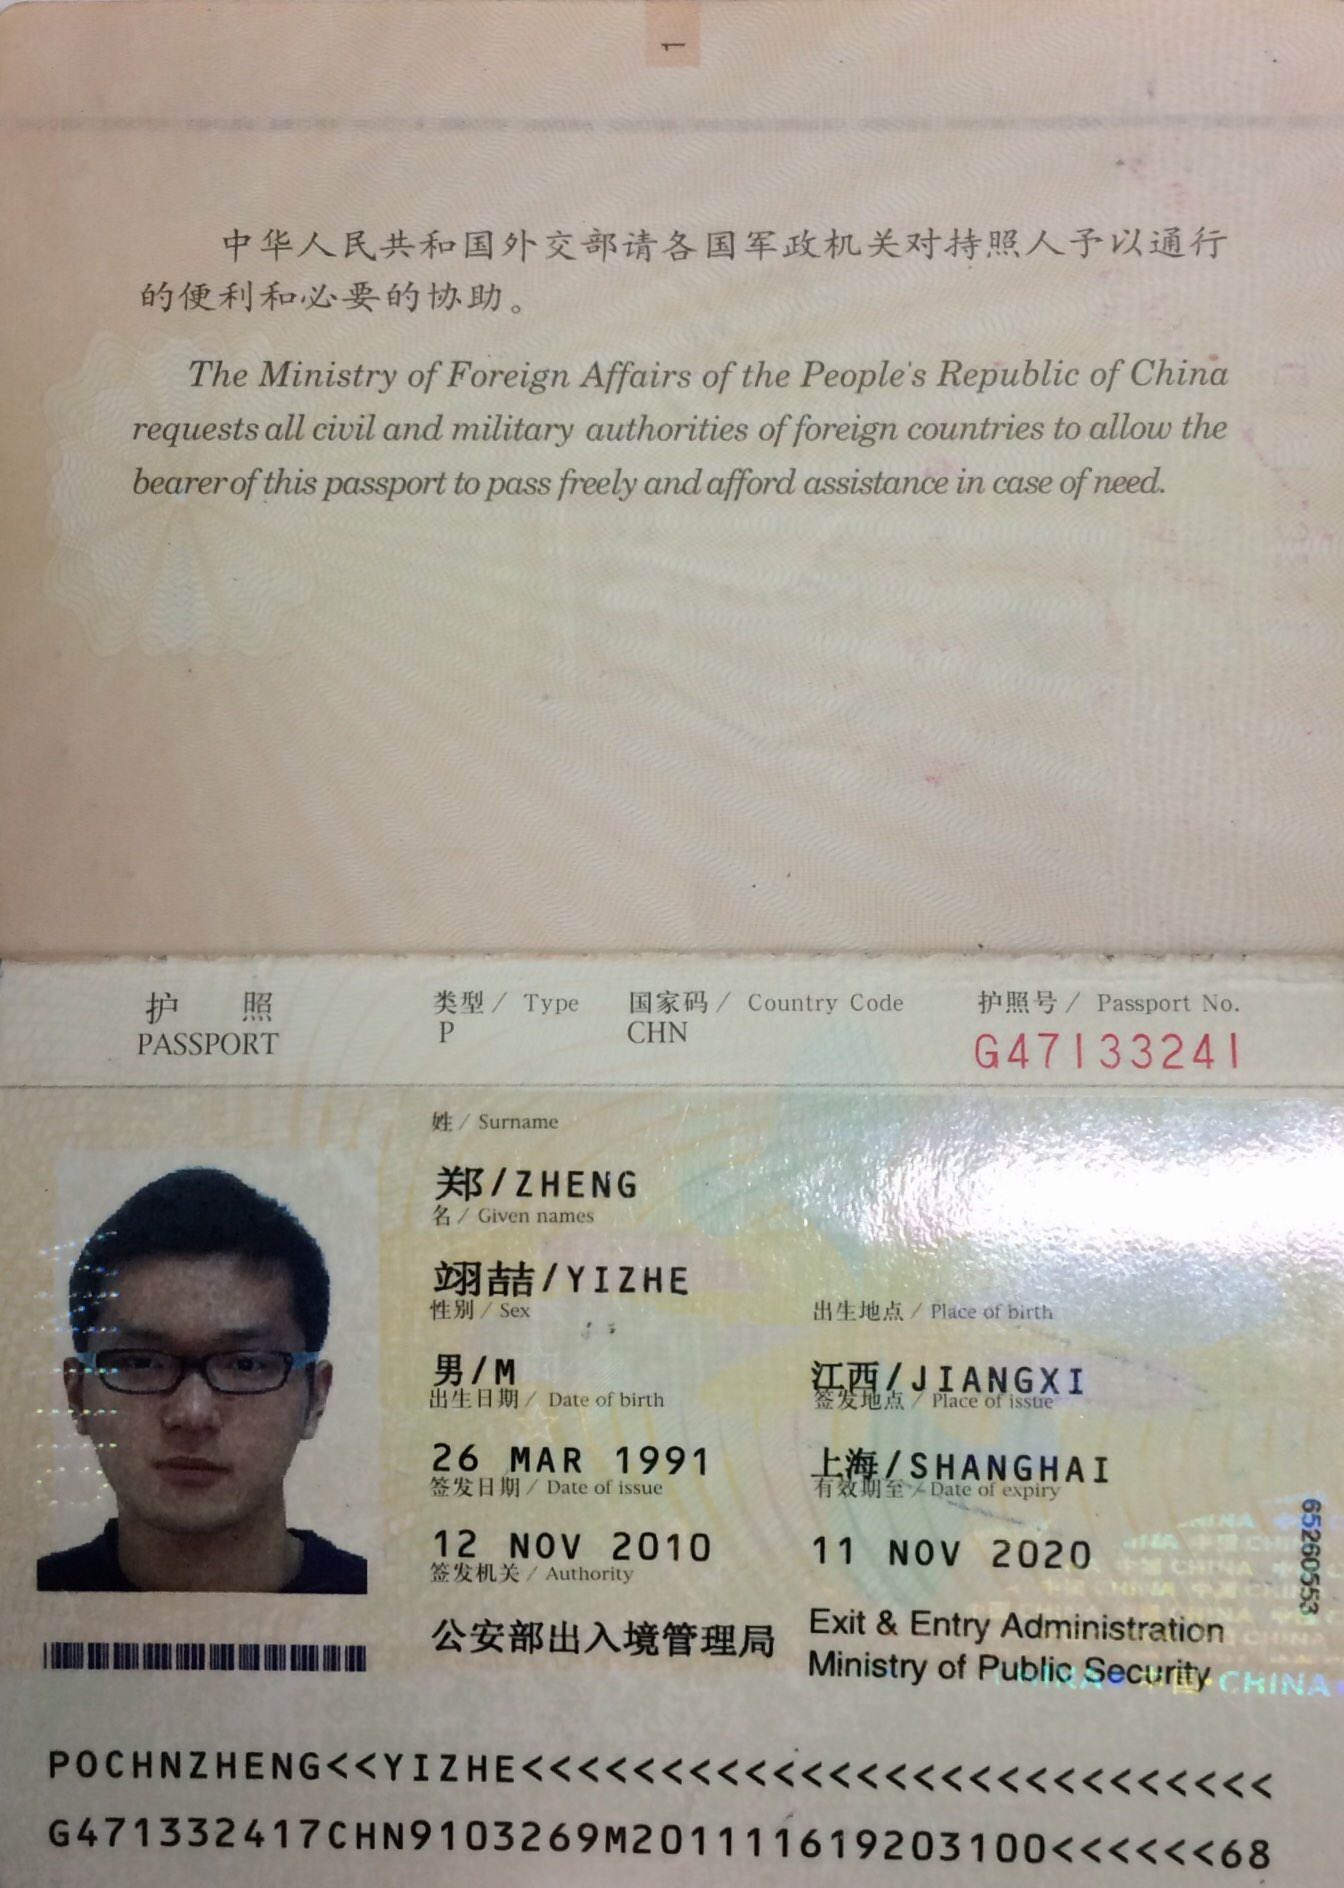 1
中华人民共和国外交部请各国军政机关对持照人予以通行
的便利和必要的协助。
The Ministry of Foreign Affairs of the People's Republic of China
requests all civil and military authorities of foreign countries to allow the
bearer of this passport to pass freely and afford assistance in case of need.
护 照
PASSPORT
类型 / Type
P
国家码 / Country Code
CHN
护照号 / Passport No.
G47133241
姓 / Surname
郑/ZHENG
名 / Given names
翊喆/YIZHE
性别 / Sex
男/M
出生地点 / Place of birth
江西/JIANGXI
出生日期 / Date of birth
26 MAR 1991
签发地点 / Place of issue
上海/SHANGHAI
签发日期 / Date of issue
12 NOV 2010
有效期至 / Date of expiry
11 NOV 2020
签发机关 / Authority
公安部出入境管理局
Exit & Entry Administration
Ministry of Public Security
65260553
中国 CHINA
POCHNZHENG<<YIZHE<<<<<<<<<<<<<<<<<<<<<<<<<<<
G471332417CHN9103269M201111619203100<<<<<<68